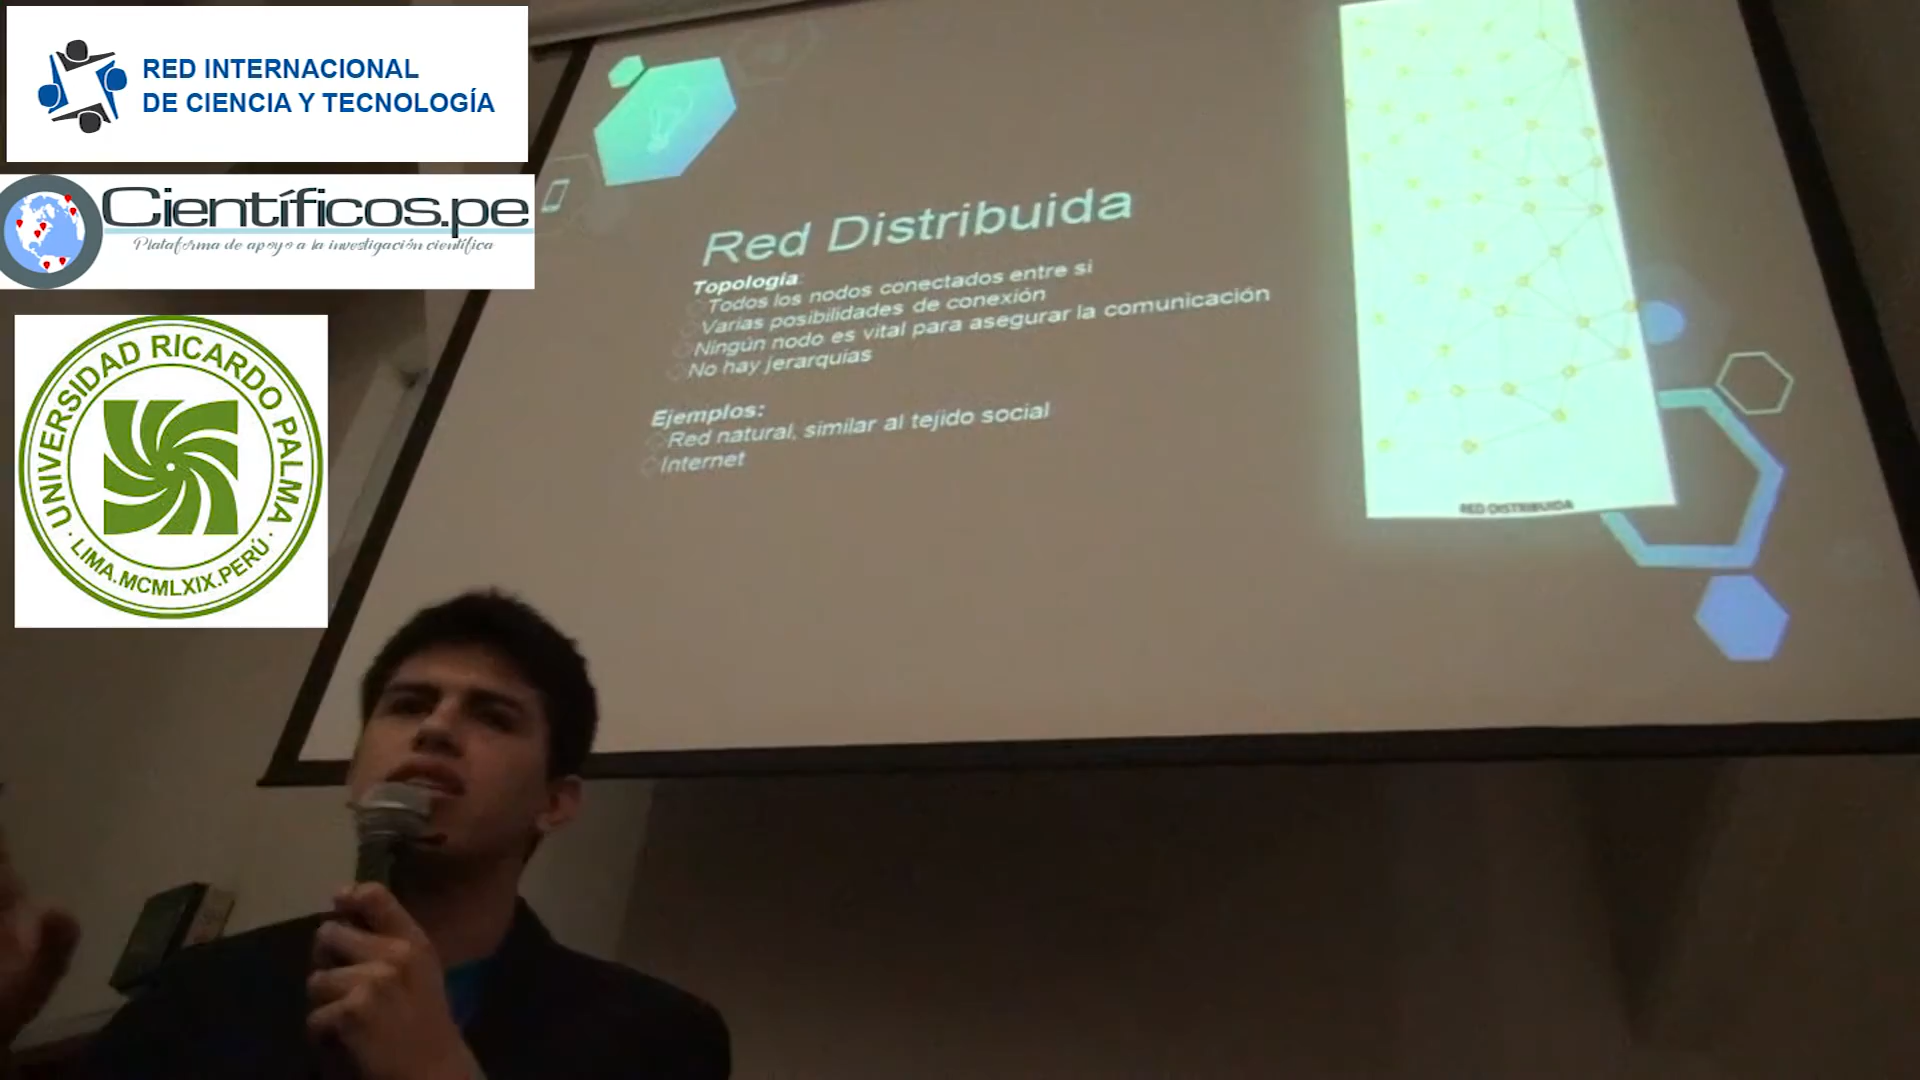 RED INTERNACIONAL
DE CIENCIA Y TECNOLOGÍA
Científicos.pe
Plataforma de apoyo a la investigación científica
UNIVERSIDAD RICARDO PALMA
· LIMA.MCMLXIX.PERÚ ·
Red Distribuida
Topología:
Todos los nodos conectados entre si
Varias posibilidades de conexión
Ningún nodo es vital para asegurar la comunicación
No hay jerarquías
Ejemplos:
Red natural, similar al tejido social
Internet
RED DISTRIBUIDA